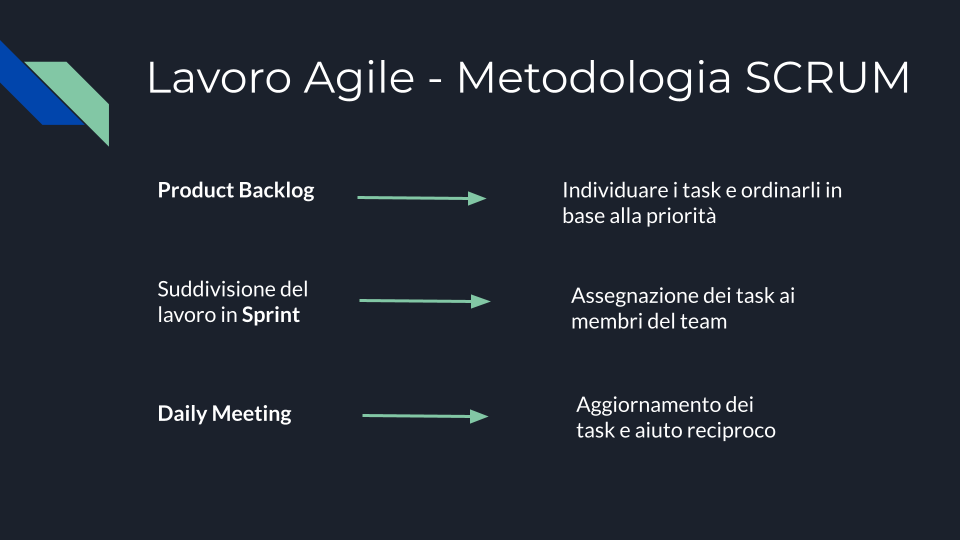 Lavoro Agile - Metodologia SCRUM
Product Backlog
Individuare i task e ordinarli in
base alla priorità
Suddivisione del
lavoro in Sprint
Assegnazione dei task ai
membri del team
Daily Meeting
Aggiornamento dei
task e aiuto reciproco